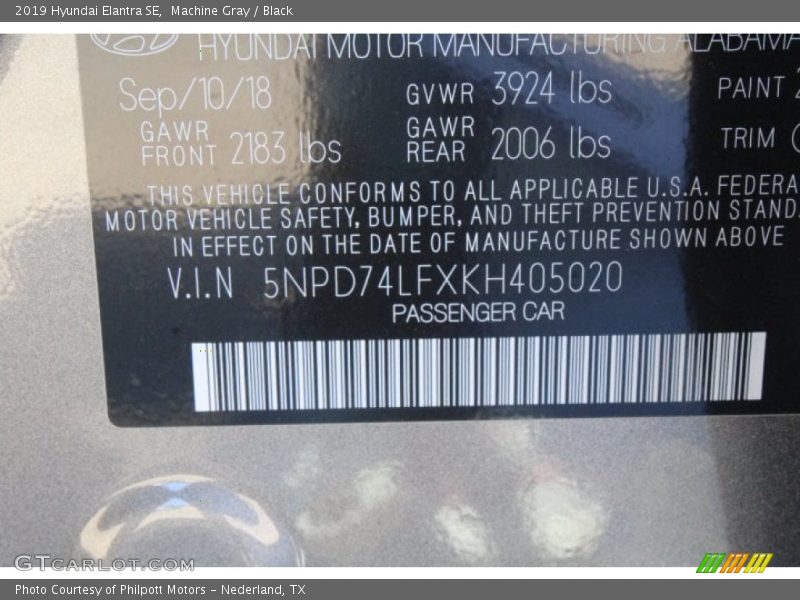 2019 Hyundai Elantra SE, Machine Gray / Black
HYUNDAI MOTOR MANUFACTURING ALABAMA
Sep/10/18 GVWR 3924 lbs PAINT
GAWR FRONT 2183 lbs GAWR REAR 2006 lbs TRIM
THIS VEHICLE CONFORMS TO ALL APPLICABLE U.S.A. FEDERA
MOTOR VEHICLE SAFETY, BUMPER, AND THEFT PREVENTION STAND
IN EFFECT ON THE DATE OF MANUFACTURE SHOWN ABOVE
V.I.N 5NPD74LFXKH405020
PASSENGER CAR
GTcarlot.com
Photo Courtesy of Philpott Motors - Nederland, TX